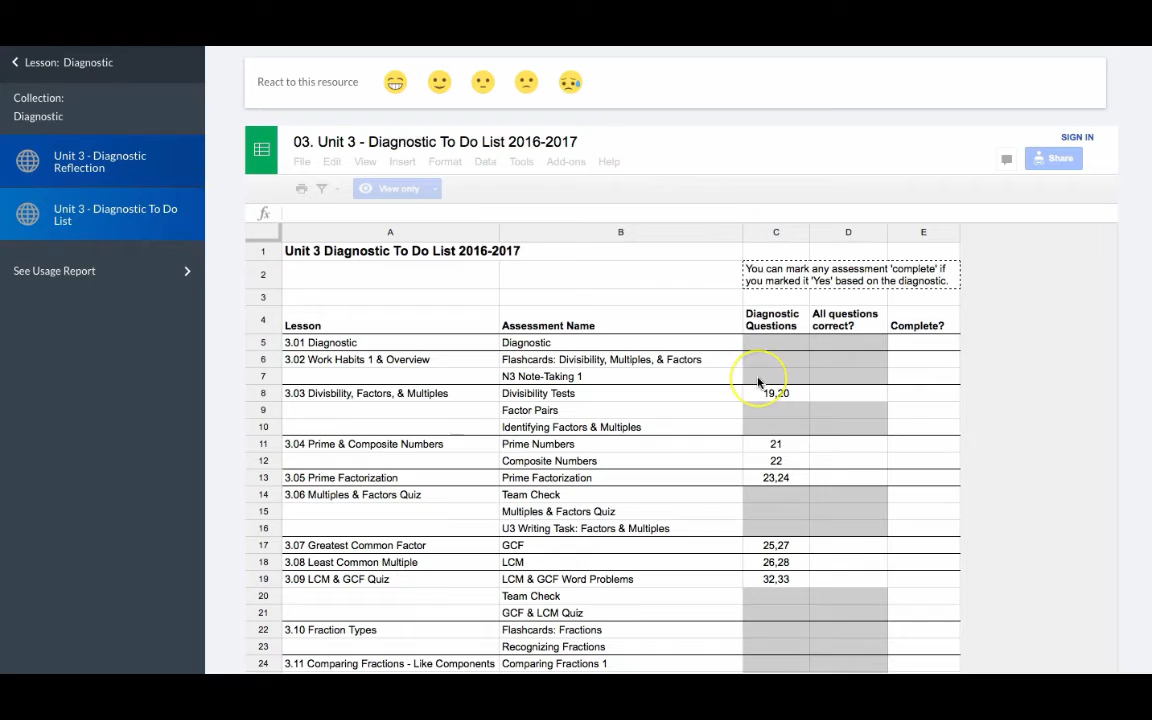 Lesson: Diagnostic
Collection:
Diagnostic
Unit 3 - Diagnostic
Reflection
Unit 3 - Diagnostic To Do
List
See Usage Report
React to this resource
03. Unit 3 - Diagnostic To Do List 2016-2017
SIGN IN
File Edit View Insert Format Data Tools Add-ons Help
Share
View only
fx
A B C D E
1 Unit 3 Diagnostic To Do List 2016-2017
2 You can mark any assessment 'complete' if
you marked it 'Yes' based on the diagnostic.
3
Diagnostic All questions
4 Lesson Assessment Name Questions correct? Complete?
5 3.01 Diagnostic Diagnostic
6 3.02 Work Habits 1 & Overview Flashcards: Divisibility, Multiples, & Factors
7 N3 Note-Taking 1
8 3.03 Divisibility, Factors, & Multiples Divisibility Tests 19,20
9 Factor Pairs
10 Identifying Factors & Multiples
11 3.04 Prime & Composite Numbers Prime Numbers 21
12 Composite Numbers 22
13 3.05 Prime Factorization Prime Factorization 23,24
14 3.06 Multiples & Factors Quiz Team Check
15 Multiples & Factors Quiz
16 U3 Writing Task: Factors & Multiples
17 3.07 Greatest Common Factor GCF 25,27
18 3.08 Least Common Multiple LCM 26,28
19 3.09 LCM & GCF Quiz LCM & GCF Word Problems 32,33
20 Team Check
21 GCF & LCM Quiz
22 3.10 Fraction Types Flashcards: Fractions
23 Recognizing Fractions
24 3.11 Comparing Fractions - Like Components Comparing Fractions 1